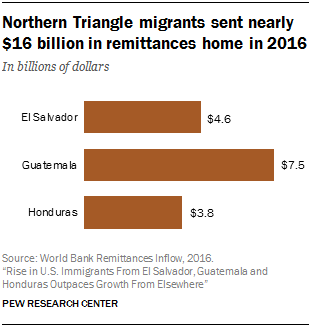 Northern Triangle migrants sent nearly
$16 billion in remittances home in 2016
In billions of dollars
El Salvador $4.6
Guatemala $7.5
Honduras $3.8
Source: World Bank Remittances Inflow, 2016.
“Rise in U.S. Immigrants From El Salvador, Guatemala and
Honduras Outpaces Growth From Elsewhere”
PEW RESEARCH CENTER